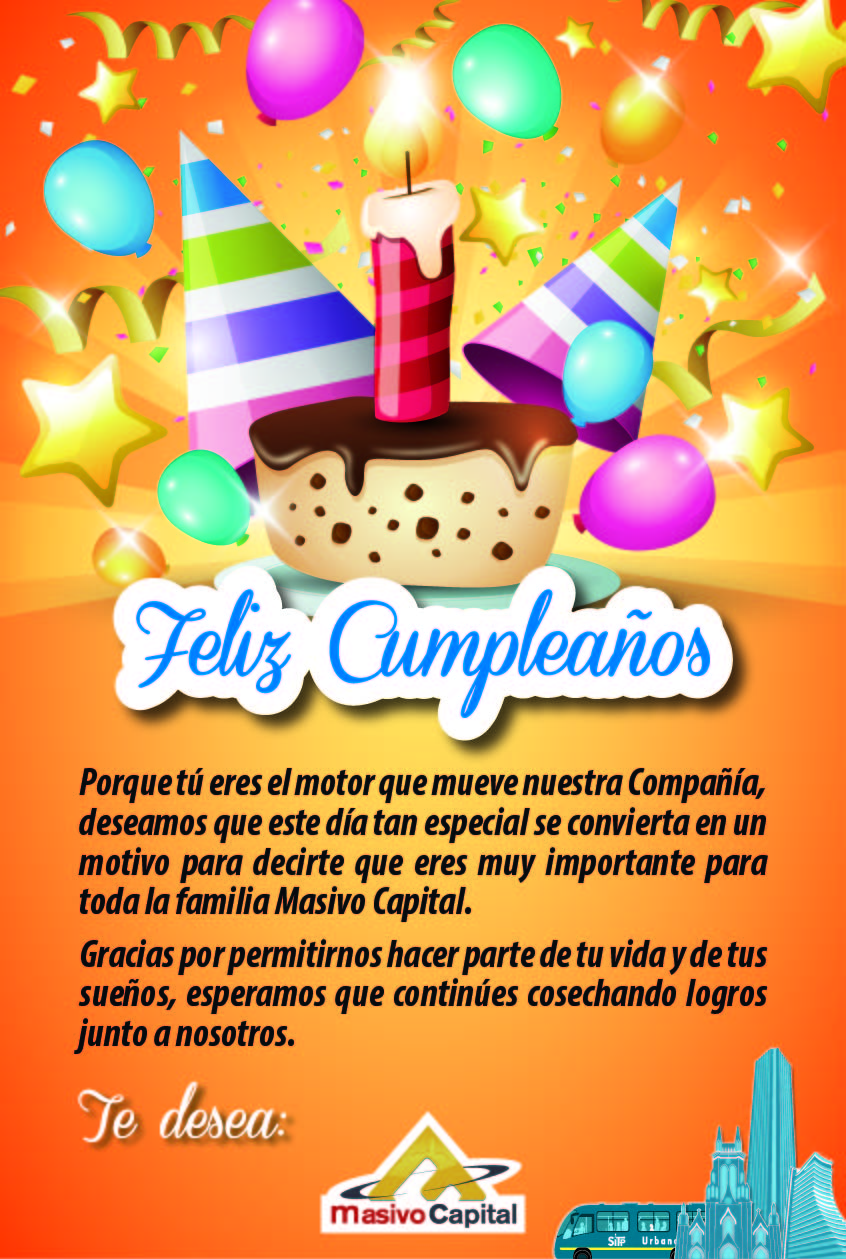 Feliz Cumpleaños
Porque tú eres el motor que mueve nuestra Compañía,
deseamos que este día tan especial se convierta en un
motivo para decirte que eres muy importante para
toda la familia Masivo Capital.
Gracias por permitirnos hacer parte de tu vida y de tus
sueños, esperamos que continúes cosechando logros
junto a nosotros.
Te desea:
masivo Capital
SiTP Urbano